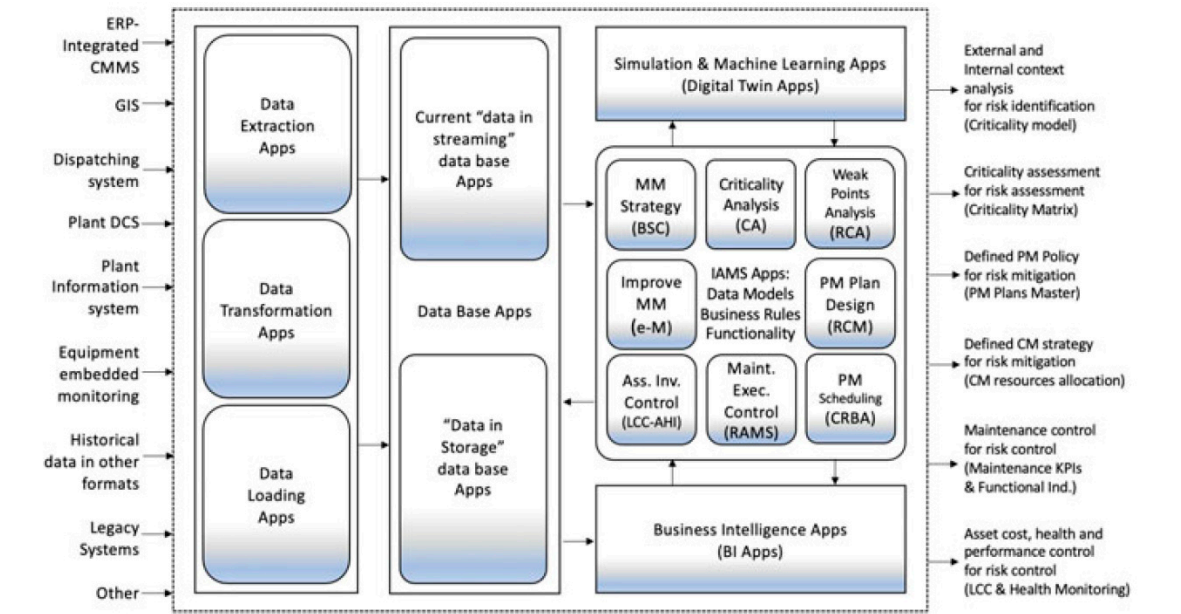 ERP-
Integrated
CMMS
GIS
Dispatching
system
Plant DCS
Plant
Information
system
Equipment
embedded
monitoring
Historical
data in other
formats
Legacy
Systems
Other
Data
Extraction
Apps
Data
Transformation
Apps
Data
Loading
Apps
Current “data in
streaming”
data base
Apps
Data Base Apps
“Data in
Storage”
data base
Apps
Simulation & Machine Learning Apps
(Digital Twin Apps)
MM
Strategy
(BSC)
Criticality
Analysis
(CA)
Weak
Points
Analysis
(RCA)
Improve
MM
(e-M)
IAMS Apps:
Data Models
Business Rules
Functionality
PM Plan
Design
(RCM)
Ass. Inv.
Control
(LCC-AHI)
Maint.
Exec.
Control
(RAMS)
PM
Scheduling
(CRBA)
Business Intelligence Apps
(BI Apps)
External and
Internal context
analysis
for risk identification
(Criticality model)
Criticality assessment
for risk assessment
(Criticality Matrix)
Defined PM Policy
for risk mitigation
(PM Plans Master)
Defined CM strategy
for risk mitigation
(CM resources allocation)
Maintenance control
for risk control
(Maintenance KPIs
& Functional Ind.)
Asset cost, health and
performance control
for risk control
(LCC & Health Monitoring)